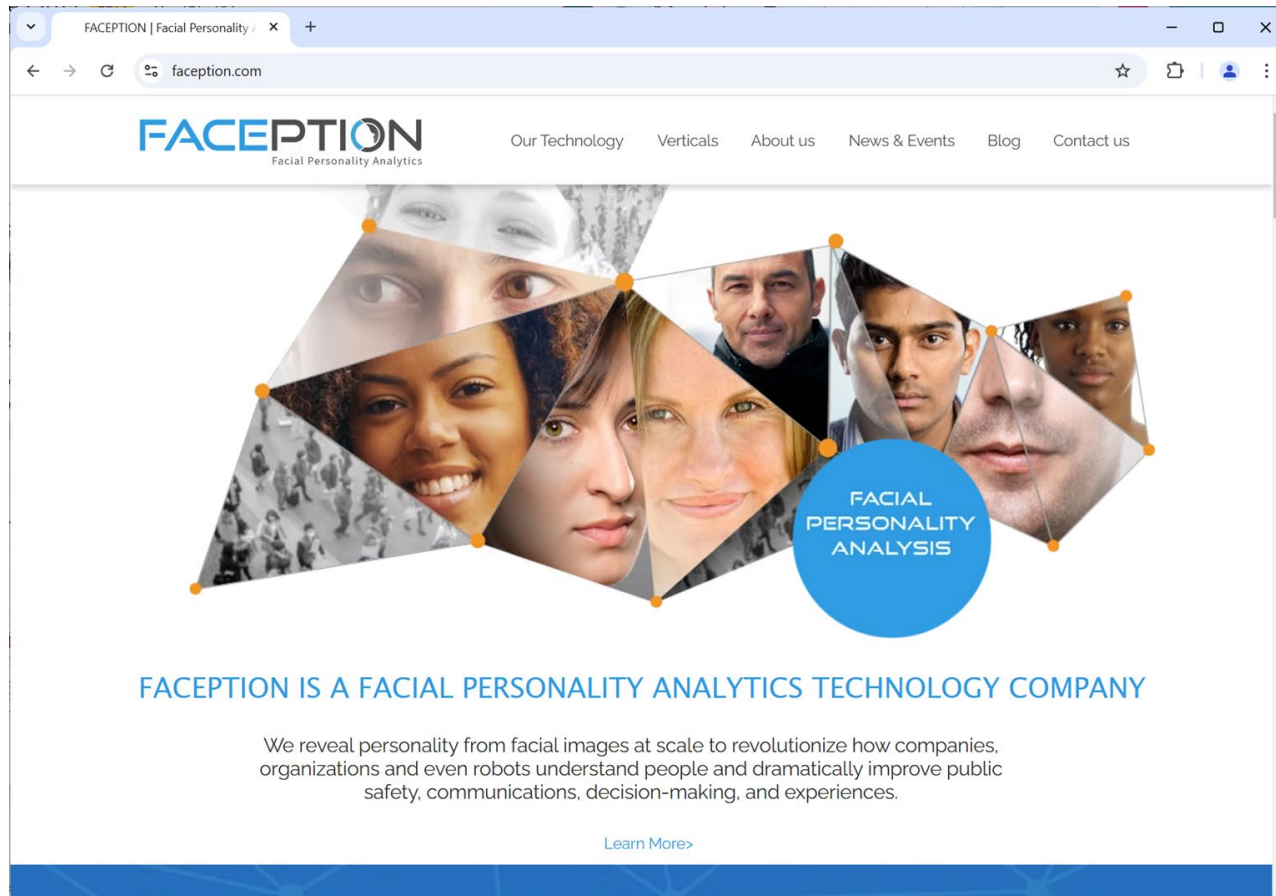 FACEPTION | Facial Personality
faception.com
FACEPTION
Facial Personality Analytics
Our Technology Verticals About us News & Events Blog Contact us
FACIAL
PERSONALITY
ANALYSIS
FACEPTION IS A FACIAL PERSONALITY ANALYTICS TECHNOLOGY COMPANY
We reveal personality from facial images at scale to revolutionize how companies,
organizations and even robots understand people and dramatically improve public
safety, communications, decision-making, and experiences.
Learn More>